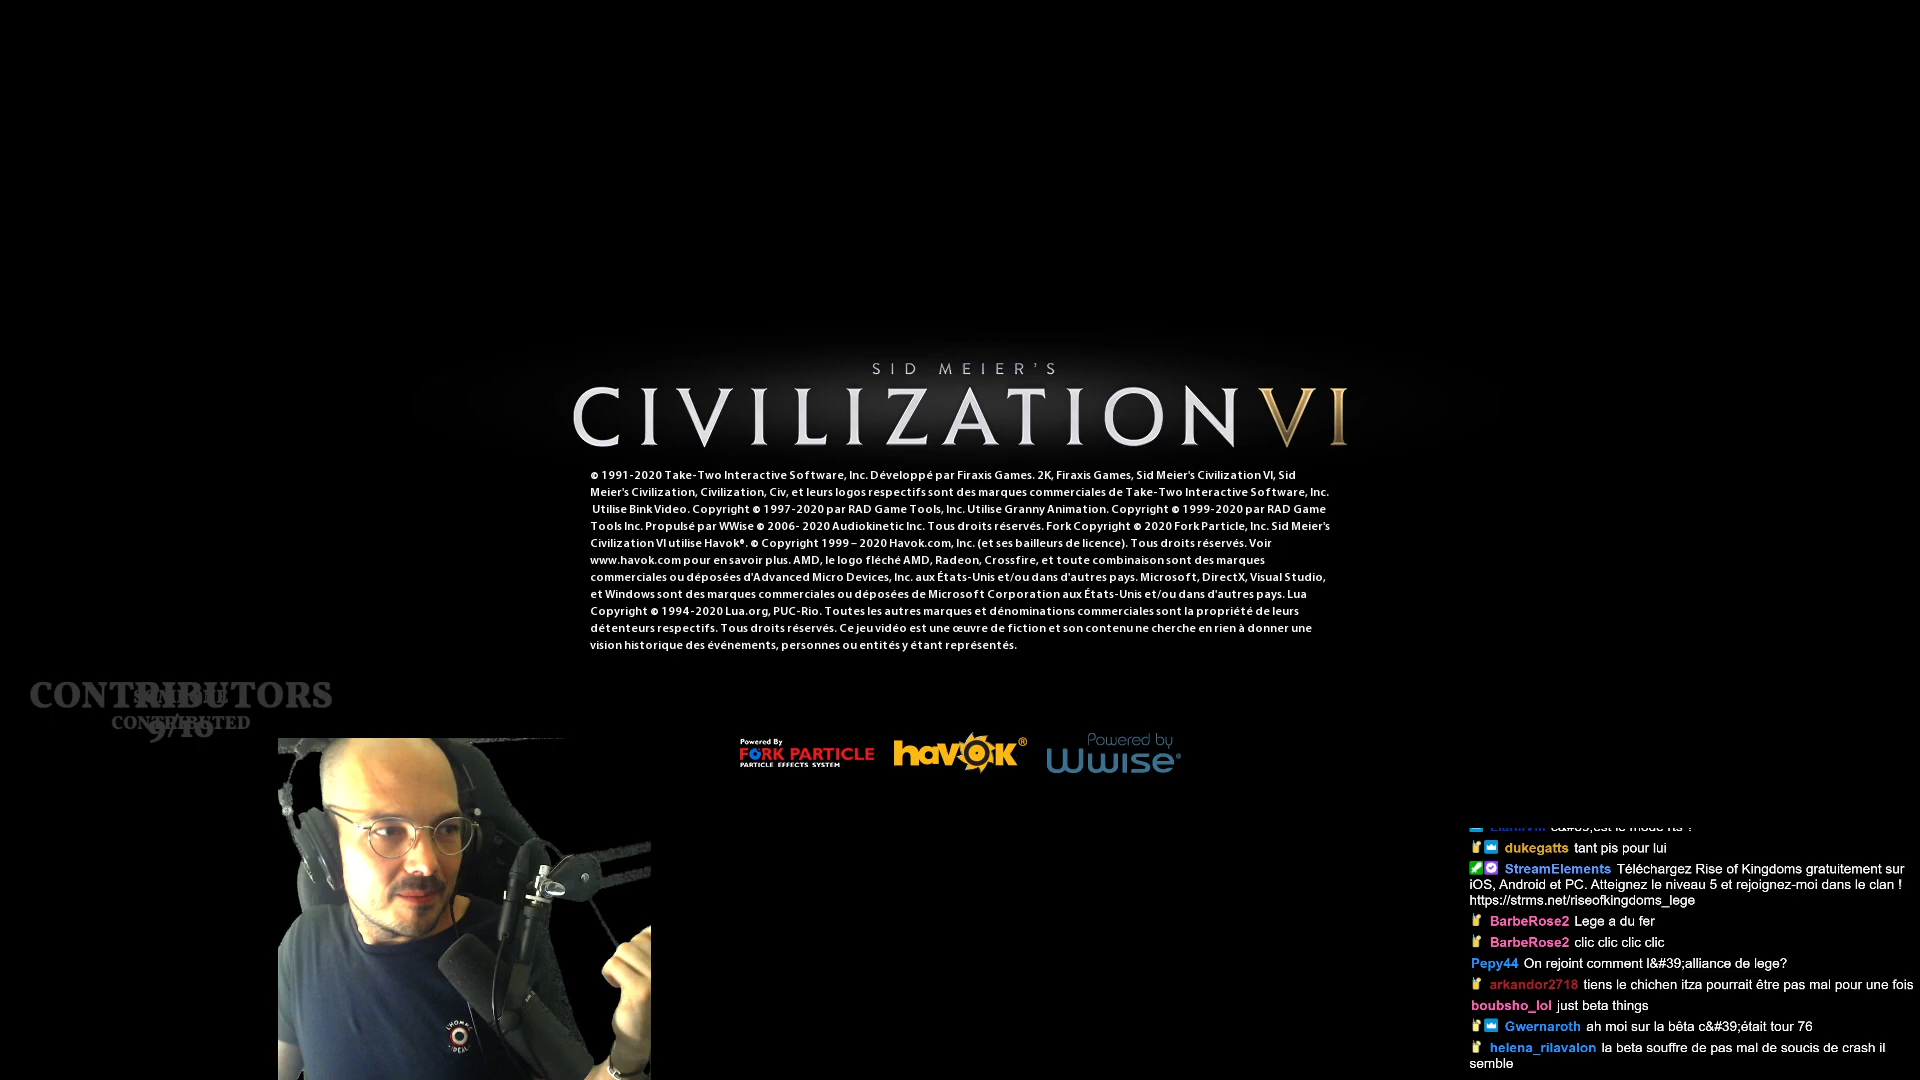 SID MEIER'S
CIVILIZATION VI
© 1991-2020 Take-Two Interactive Software, Inc. Développé par Firaxis Games. 2K, Firaxis Games, Sid Meier's Civilization VI, Sid
Meier's Civilization, Civilization, Civ, et leurs logos respectifs sont des marques commerciales de Take-Two Interactive Software, Inc.
Utilise Bink Video. Copyright © 1997-2020 par RAD Game Tools, Inc. Utilise Granny Animation. Copyright © 1999-2020 par RAD Game
Tools Inc. Propulsé par WWise © 2006- 2020 Audiokinetic Inc. Tous droits réservés. Fork Copyright © 2020 Fork Particle, Inc. Sid Meier's
Civilization VI utilise Havok®. © Copyright 1999 – 2020 Havok.com, Inc. (et ses bailleurs de licence). Tous droits réservés. Voir
www.havok.com pour en savoir plus. AMD, le logo fléché AMD, Radeon, Crossfire, et toute combinaison sont des marques
commerciales ou déposées d'Advanced Micro Devices, Inc. aux États-Unis et/ou dans d'autres pays. Microsoft, DirectX, Visual Studio,
et Windows sont des marques commerciales ou déposées de Microsoft Corporation aux États-Unis et/ou dans d'autres pays. Lua
Copyright © 1994-2020 Lua.org, PUC-Rio. Toutes les autres marques et dénominations commerciales sont la propriété de leurs
détenteurs respectifs. Tous droits réservés. Ce jeu vidéo est une œuvre de fiction et son contenu ne cherche en rien à donner une
vision historique des événements, personnes ou entités y étant représentés.
CONTRIBUTORS
CONTRIBUTED
9/10
Powered By
FORK PARTICLE
PARTICLE EFFECTS SYSTEM
havok®
Powered by
Wwise®
L'HOMME
IDÉAL
dukegatts tant pis pour lui
StreamElements Téléchargez Rise of Kingdoms gratuitement sur
iOS, Android et PC. Atteignez le niveau 5 et rejoignez-moi dans le clan !
https://strms.net/riseofkingdoms_lege
BarbeRose2 Lege a du fer
BarbeRose2 clic clic clic clic
Pepy44 On rejoint comment l&#39;alliance de lege?
arkandor2718 tiens le chichen itza pourrait être pas mal pour une fois
boubsho_lol just beta things
Gwernaroth ah moi sur la bêta c&#39;était tour 76
helena_rilavalon la beta souffre de pas mal de soucis de crash il
semble